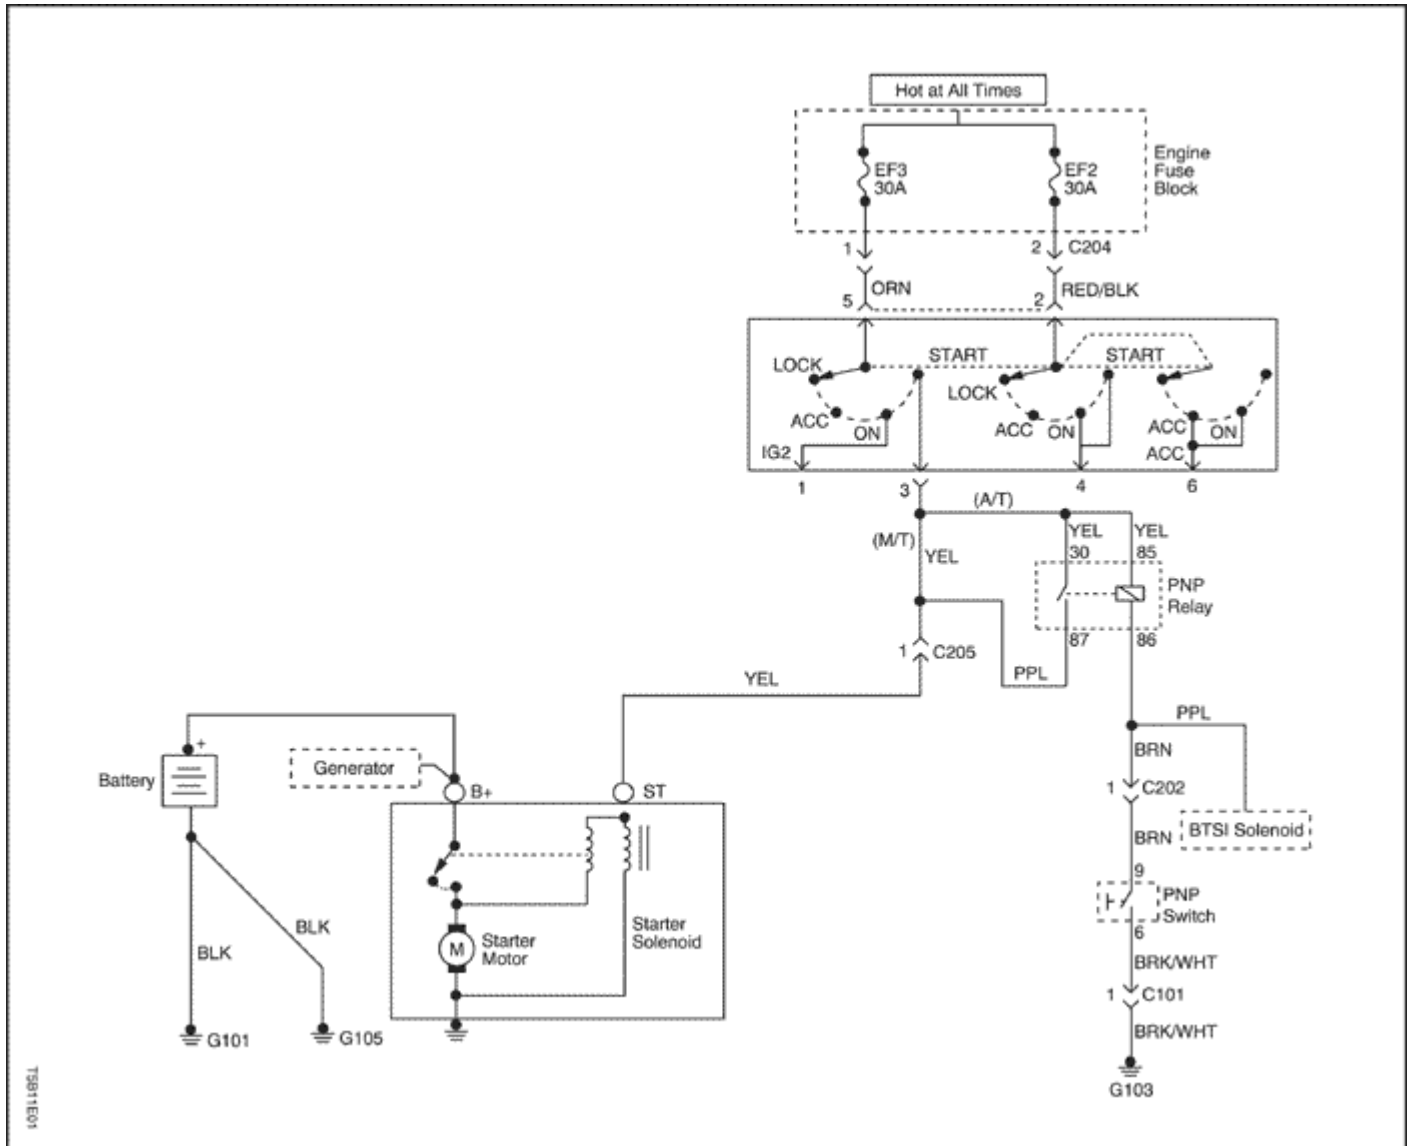 Hot at All Times
EF3
30A
EF2
30A
Engine
Fuse
Block
1
2 C204
ORN
RED/BLK
5
2
LOCK
START
LOCK
START
ACC
ON
ACC
ON
ACC
ON
IG2
ACC
1
3
4
6
(A/T)
(M/T)
YEL
YEL
YEL
30
85
PNP
Relay
87
86
1 C205
PPL
YEL
PPL
BRN
1 C202
BTSI Solenoid
BRN
9
PNP
Switch
6
BRK/WHT
1 C101
BRK/WHT
G103
+
Battery
Generator
B+
ST
BLK
BLK
G101
G105
M
Starter
Motor
Starter
Solenoid
T5B11E01